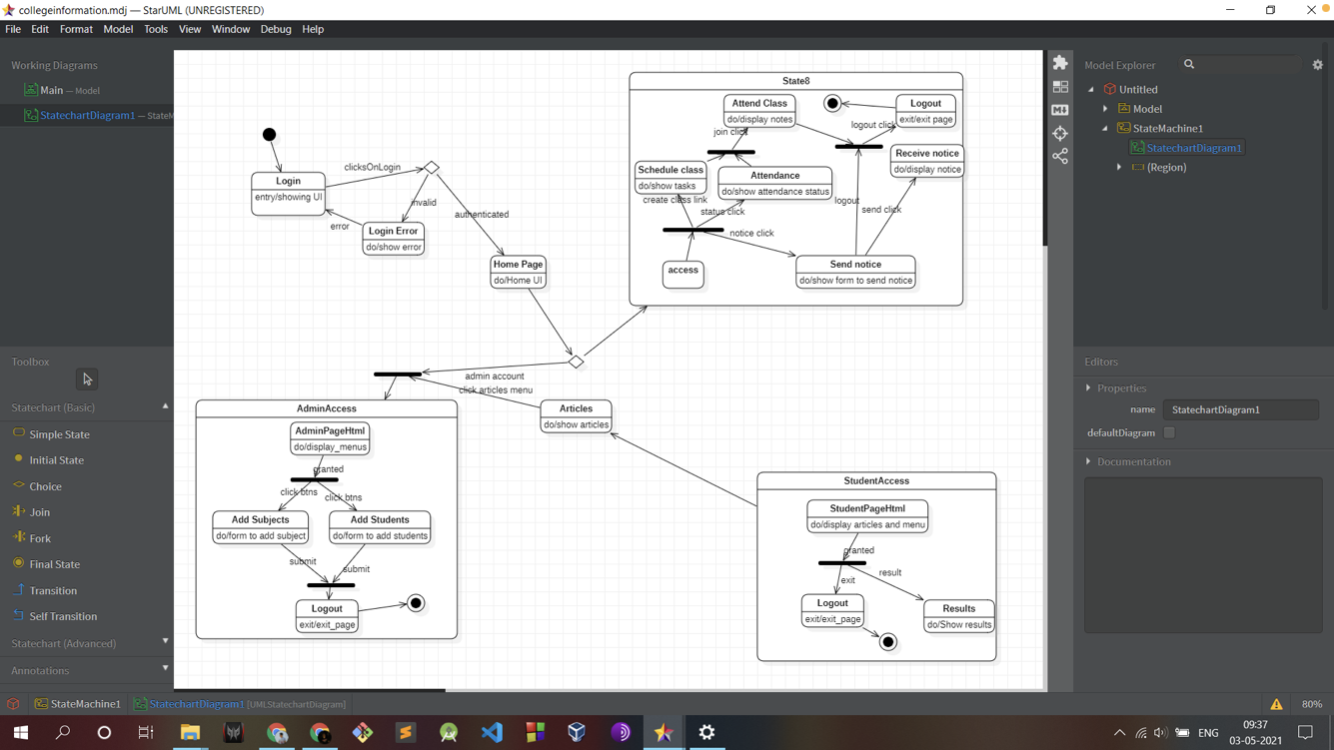 collegeinformation.mdj — StarUML (UNREGISTERED)
File Edit Format Model Tools View Window Debug Help
Working Diagrams
Main — Model
StatechartDiagram1 — StateM
Toolbox
Statechart (Basic)
Simple State
Initial State
Choice
Join
Fork
Final State
Transition
Self Transition
Statechart (Advanced)
Annotations
Login
entry/showing UI
clicksOnLogin
invalid
error
Login Error
do/show error
authenticated
Home Page
do/Home UI
State8
Attend Class
do/display notes
Logout
exit/exit page
join click
logout click
Receive notice
do/display notice
Schedule class
do/show tasks
Attendance
do/show attendance status
create class link
status click
logout
send click
notice click
access
Send notice
do/show form to send notice
admin account
click articles menu
Articles
do/show articles
AdminAccess
AdminPageHtml
do/display_menus
granted
click btns
click btns
Add Subjects
do/form to add subject
Add Students
do/form to add students
submit
submit
Logout
exit/exit_page
StudentAccess
StudentPageHtml
do/display articles and menu
granted
result
exit
Logout
exit/exit_page
Results
do/Show results
M↓
Model Explorer
Untitled
Model
StateMachine1
StatechartDiagram1
(Region)
Editors
Properties
name StatechartDiagram1
defaultDiagram
Documentation
StateMachine1 StatechartDiagram1 [UMLStatechartDiagram] 80%
ENG
09:37
03-05-2021